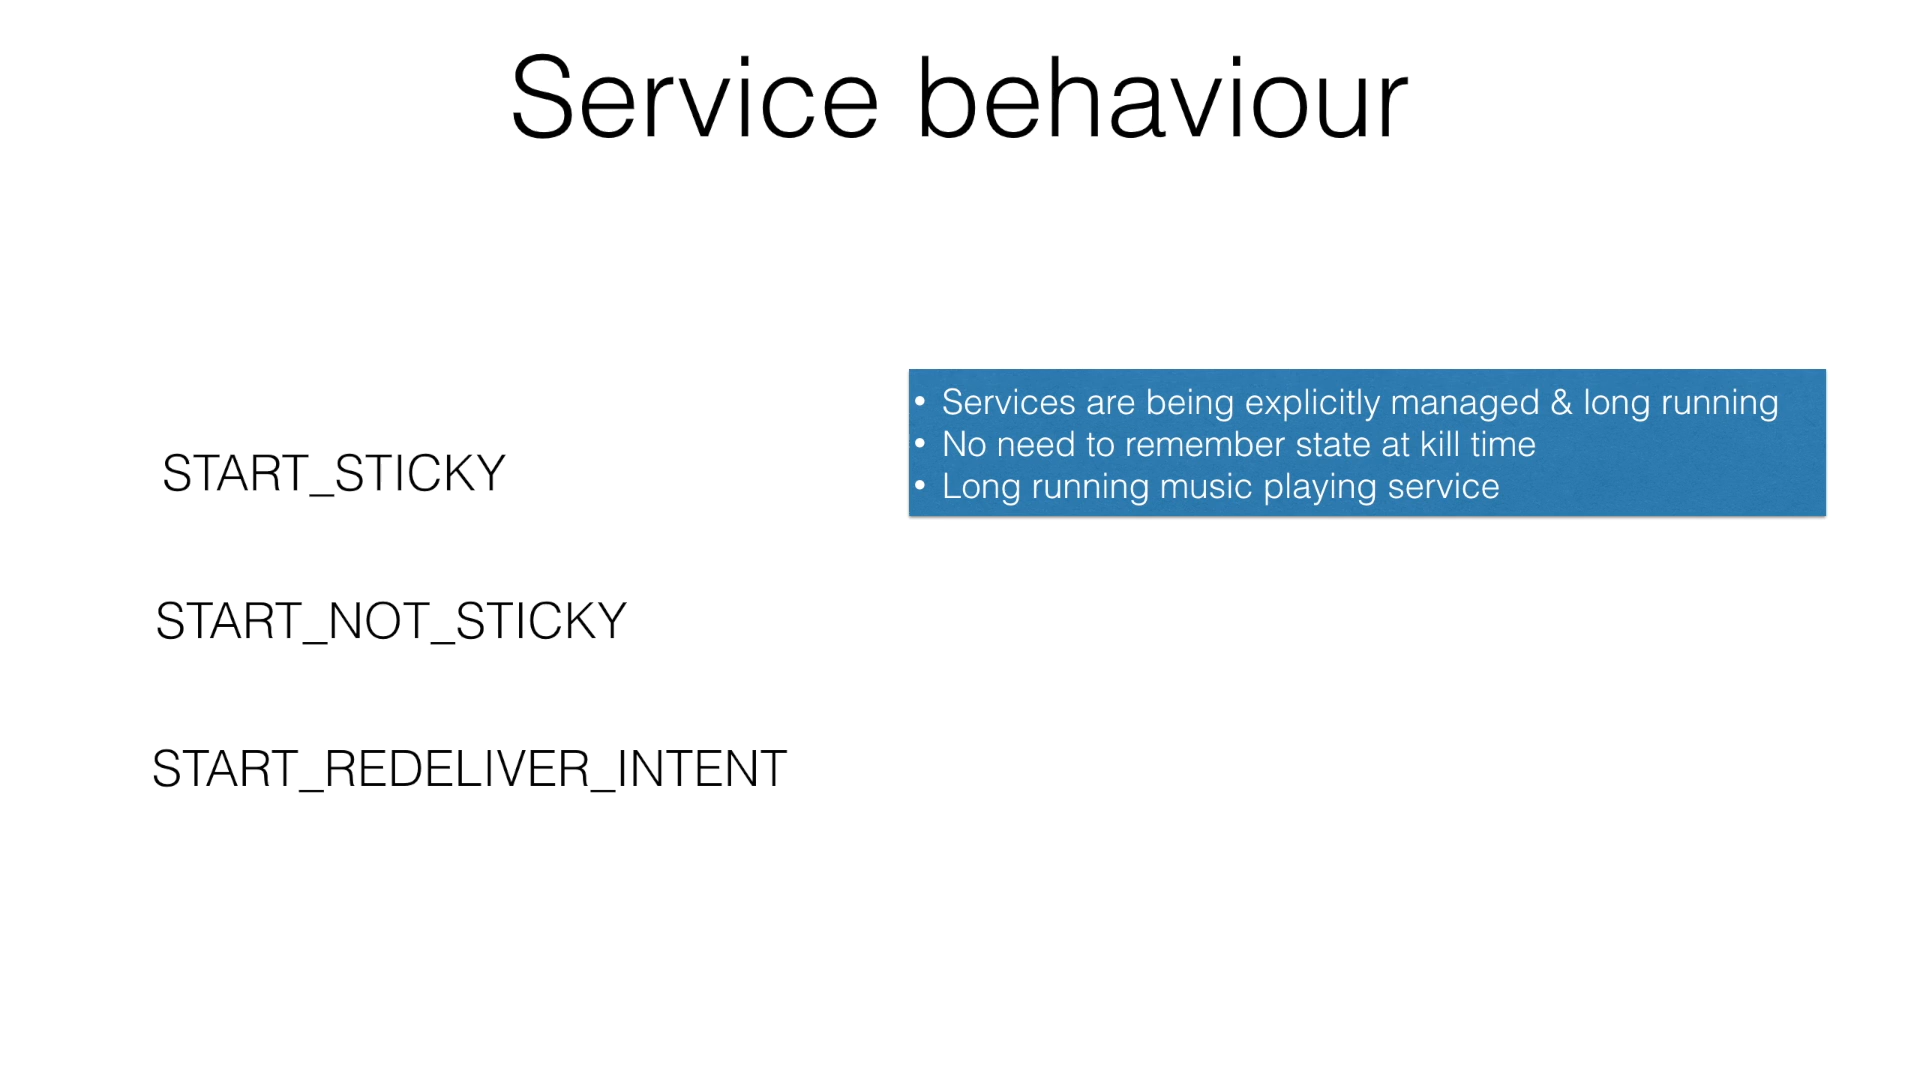 Service behaviour
• Services are being explicitly managed & long running
• No need to remember state at kill time
• Long running music playing service
START_STICKY
START_NOT_STICKY
START_REDELIVER_INTENT